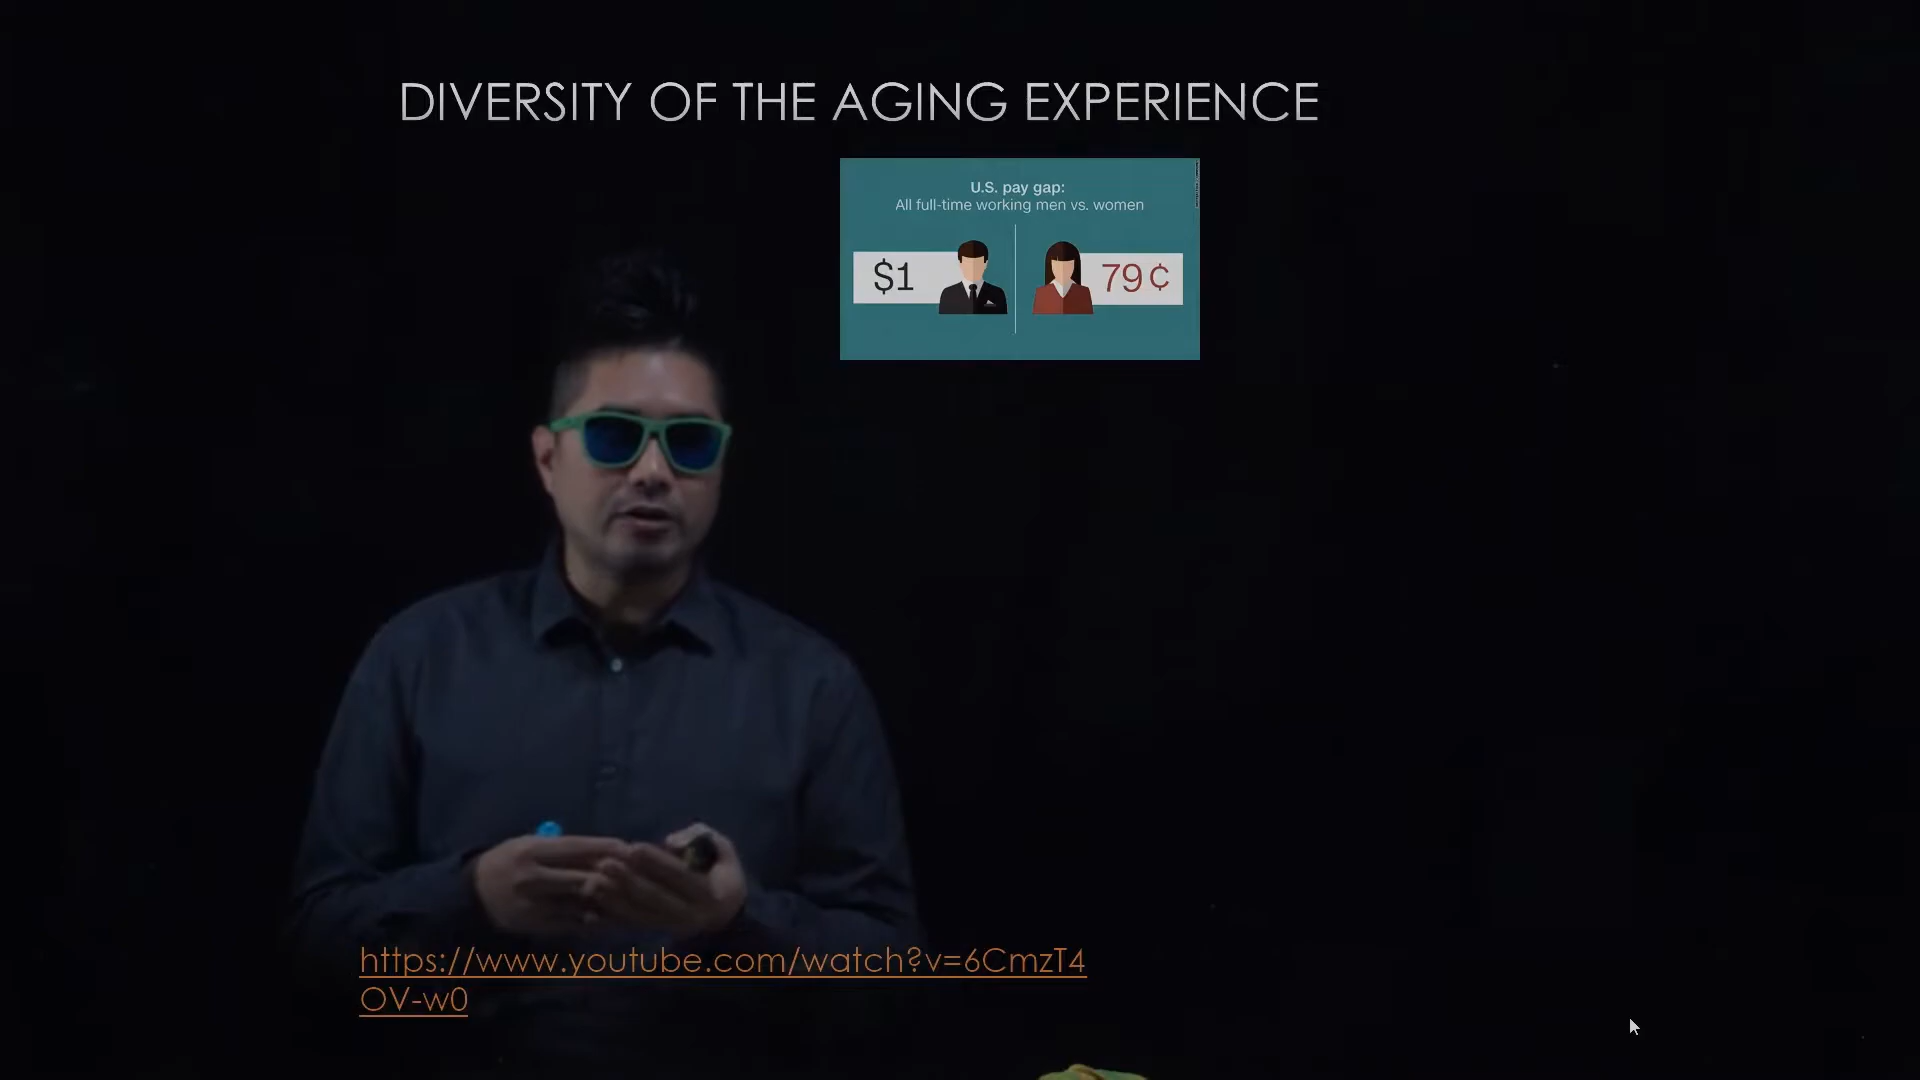 DIVERSITY OF THE AGING EXPERIENCE
U.S. pay gap:
All full-time working men vs. women
$1
79¢
https://www.youtube.com/watch?v=6CmzT4
OV-w0